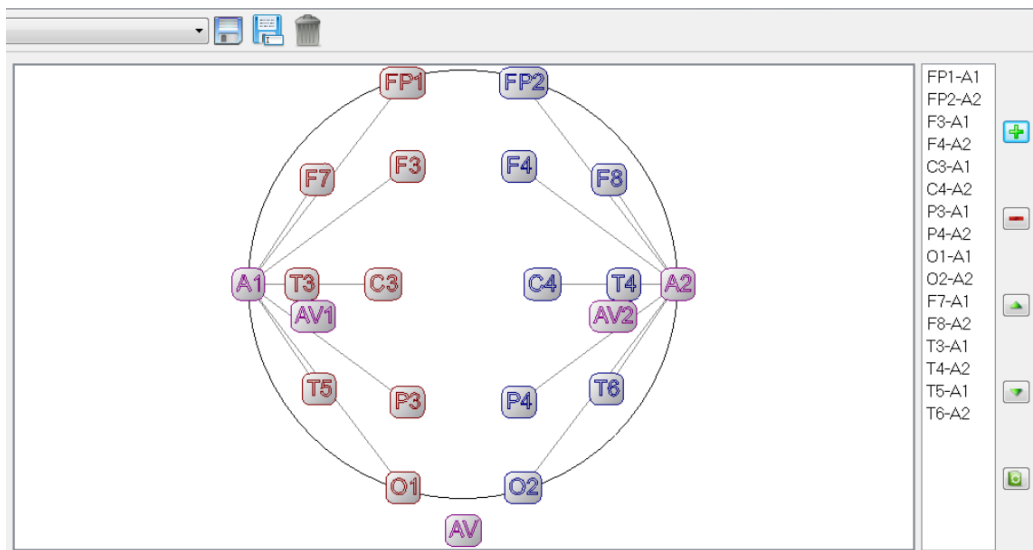 FP1 FP2
F7 F3 F4 F8
A1 T3 C3 C4 T4 A2
AV1 AV2
T5 P3 P4 T6
O1 O2
AV
FP1-A1
FP2-A2
F3-A1
F4-A2
C3-A1
C4-A2
P3-A1
P4-A2
O1-A1
O2-A2
F7-A1
F8-A2
T3-A1
T4-A2
T5-A1
T6-A2